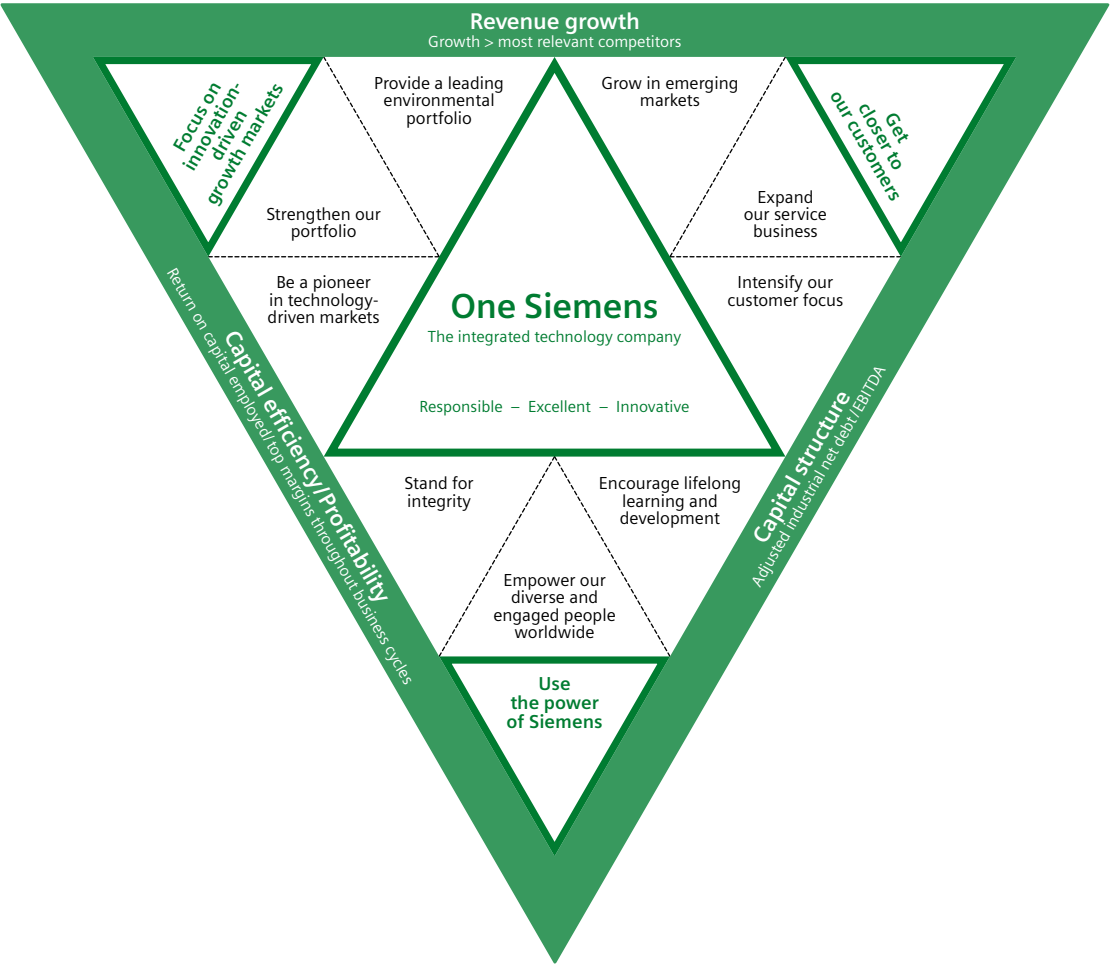 Revenue growth
Growth > most relevant competitors
Focus on
innovation-
driven
growth markets
Provide a leading
environmental
portfolio
Strengthen our
portfolio
Be a pioneer
in technology-
driven markets
Grow in emerging
markets
Expand
our service
business
Intensify our
customer focus
Get
closer to
our customers
One Siemens
The integrated technology company
Responsible – Excellent – Innovative
Capital efficiency/Profitability
Return on capital employed/top margins throughout business cycles
Capital structure
Adjusted industrial net debt/EBITDA
Stand for
integrity
Encourage lifelong
learning and
development
Empower our
diverse and
engaged people
worldwide
Use
the power
of Siemens